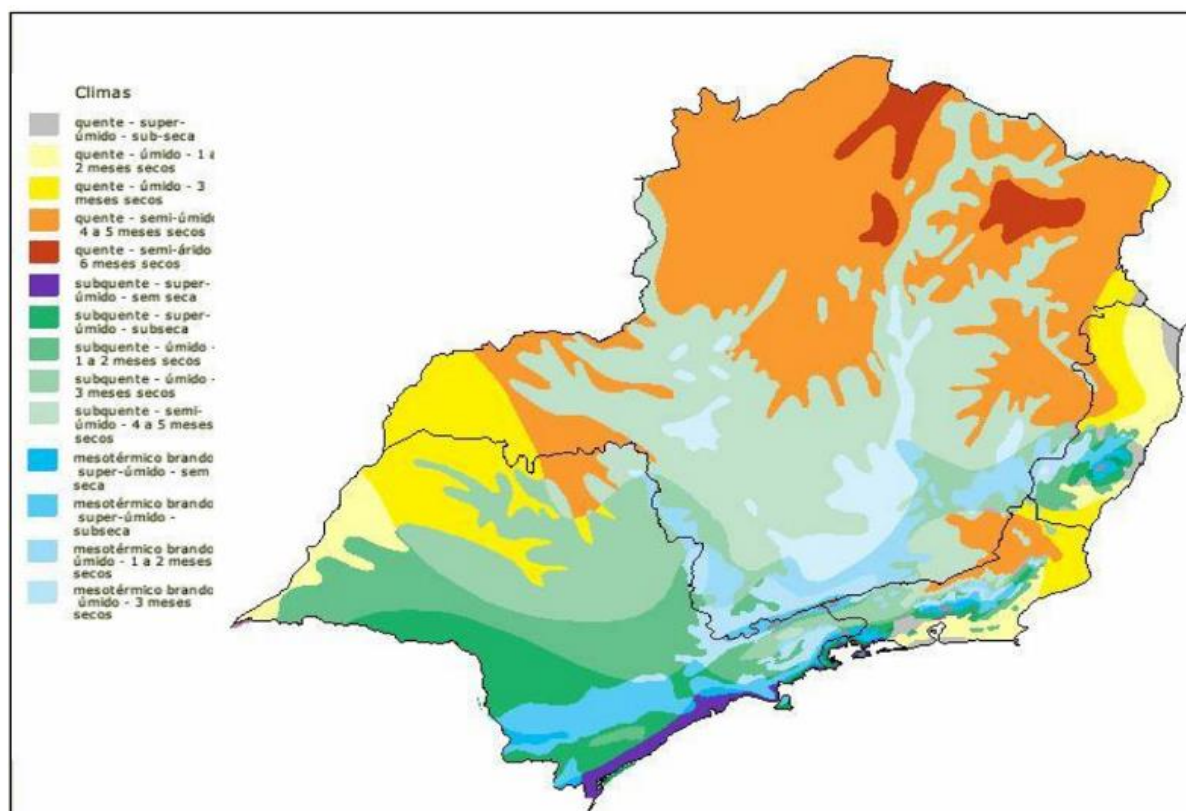 Climas
quente - super-
úmido - sub-seca
quente - úmido - 1 a
2 meses secos
quente - úmido - 3
meses secos
quente - semi-úmido
4 a 5 meses secos
quente - semi-árido
6 meses secos
subquente - super-
úmido - sem seca
subquente - super-
úmido - subseca
subquente - úmido -
1 a 2 meses secos
subquente - úmido -
3 meses secos
subquente - semi-
úmido - 4 a 5 meses
secos
mesotérmico brando
super-úmido - sem
seca
mesotérmico brando
super-úmido -
subseca
mesotérmico brando
úmido - 1 a 2 meses
secos
mesotérmico brando
úmido - 3 meses
secos